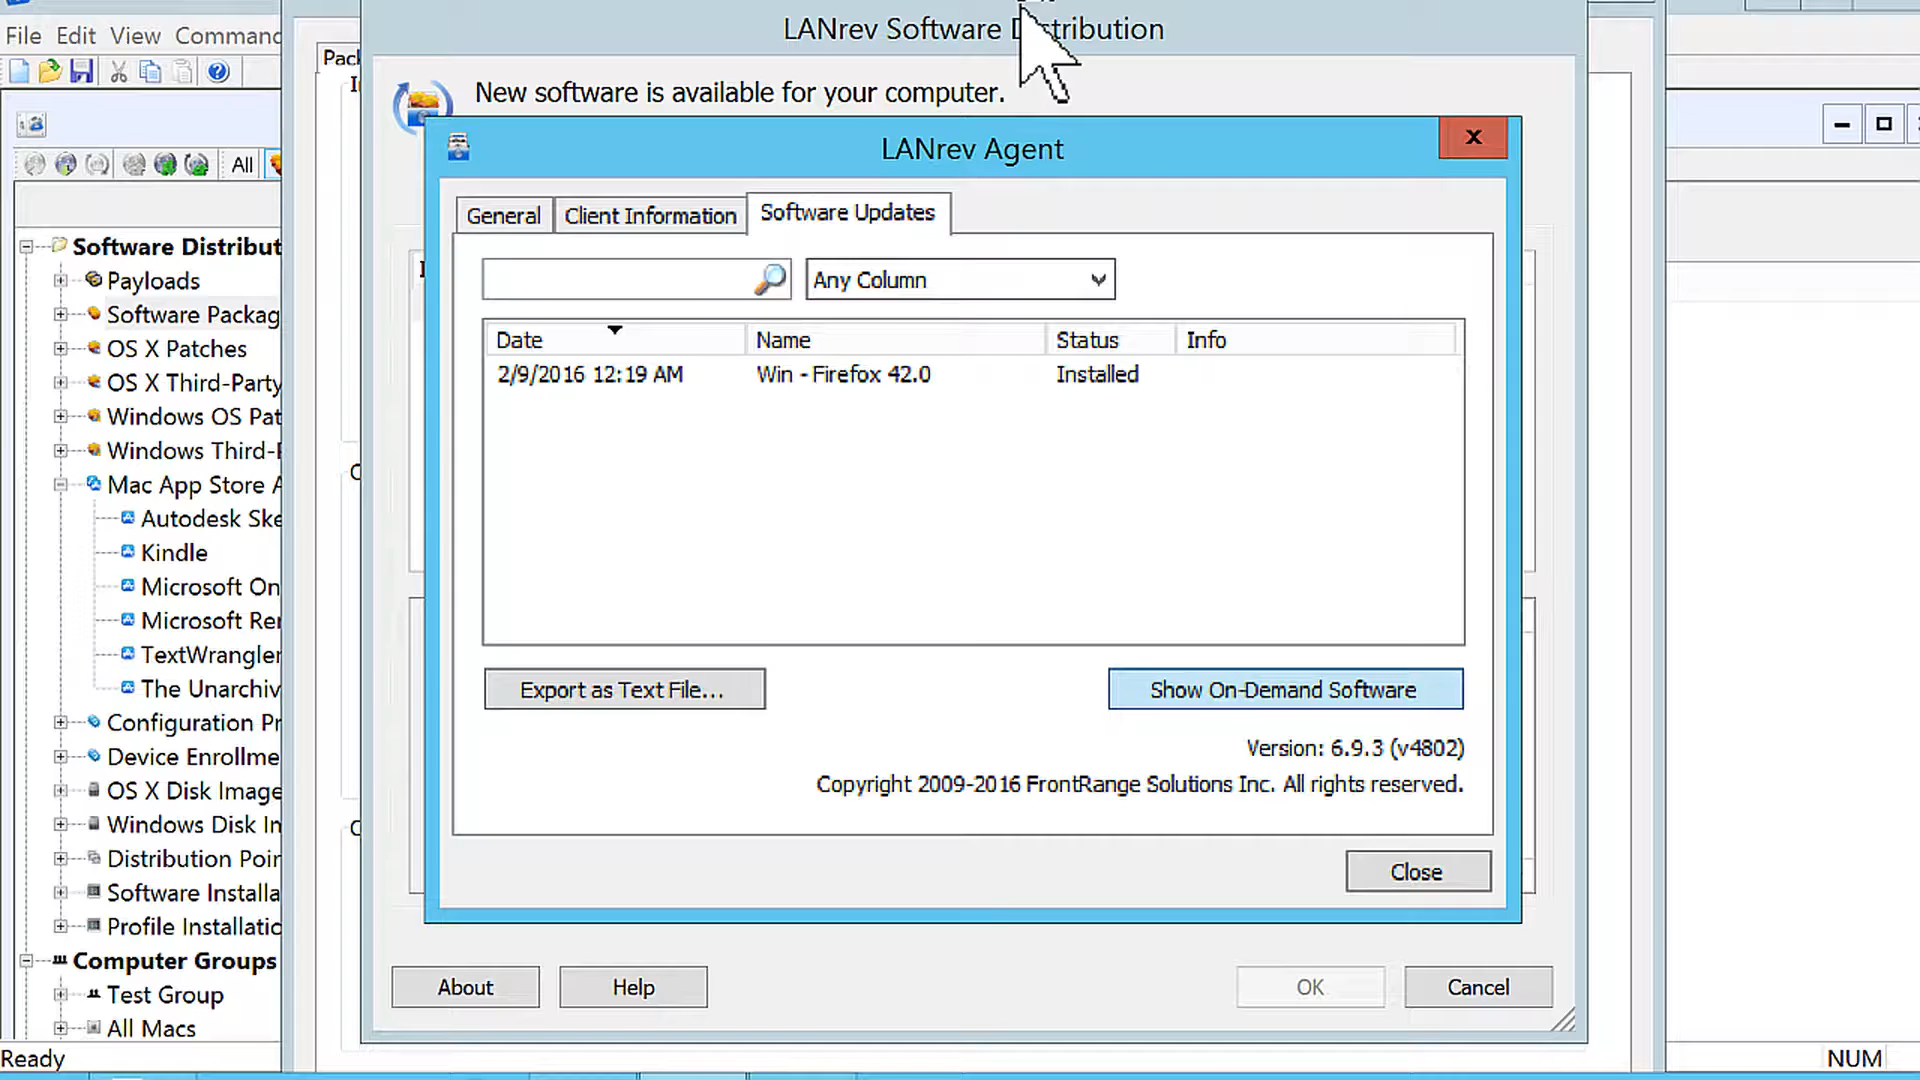 LANrev Software Distribution
File Edit View Command
Pack
New software is available for your computer.
LANrev Agent
x
All
General Client Information Software Updates
Any Column
Date Name Status Info
2/9/2016 12:19 AM Win - Firefox 42.0 Installed
Software Distribut
Payloads
Software Packag
OS X Patches
OS X Third-Party
Windows OS Pat
Windows Third-P
Mac App Store A
Autodesk Ske
Kindle
Microsoft On
Microsoft Rer
TextWrangler
The Unarchiv
Configuration Pr
Device Enrollme
OS X Disk Image
Windows Disk In
Distribution Poir
Software Installa
Profile Installatio
Computer Groups
Test Group
All Macs
Export as Text File... Show On-Demand Software
Version: 6.9.3 (v4802)
Copyright 2009-2016 FrontRange Solutions Inc. All rights reserved.
Close
About Help OK Cancel
Ready NUM